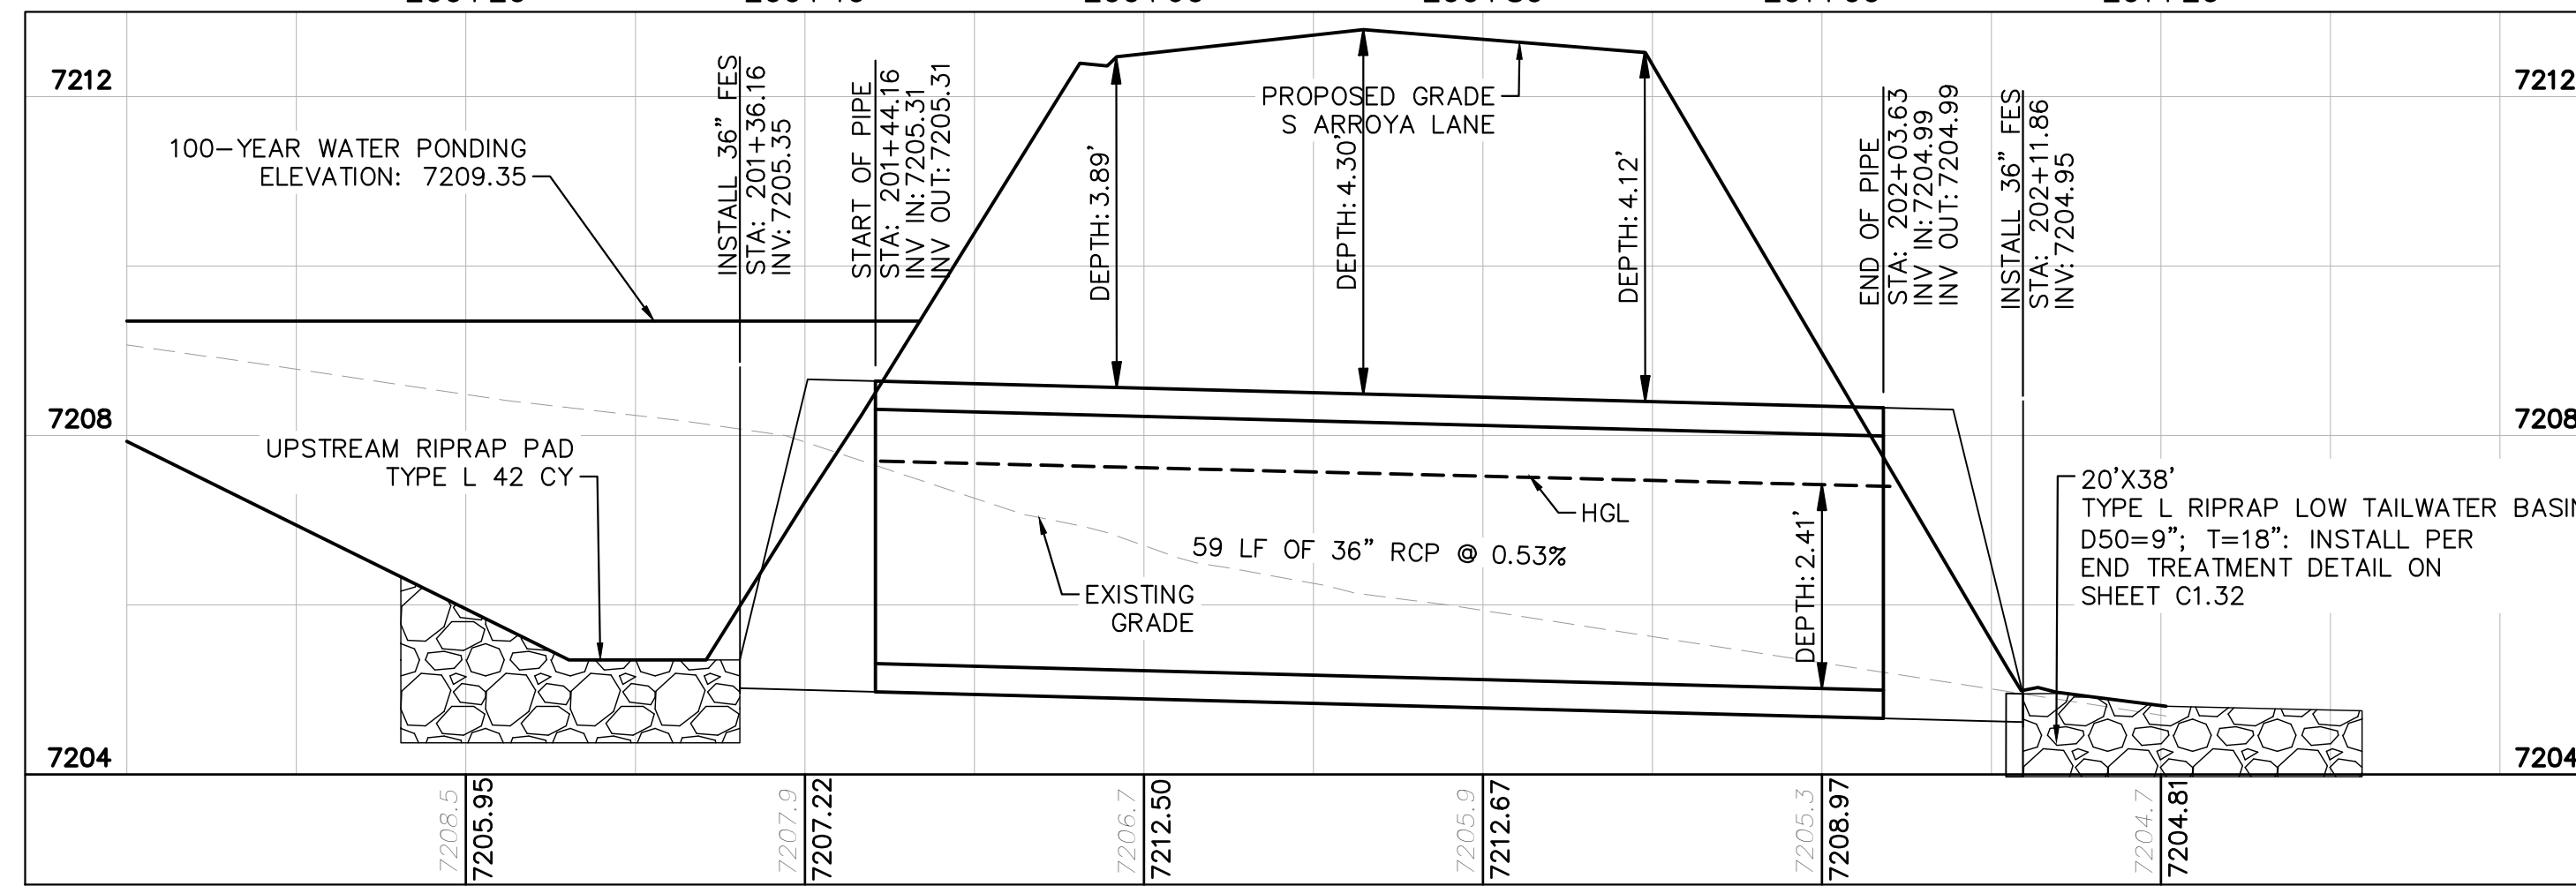 7212
7212
INSTALL 36" FES
STA: 201+36.16
INV: 7205.35
START OF PIPE
STA: 201+44.16
INV IN: 7205.31
INV OUT: 7205.31
PROPOSED GRADE
S ARROYA LANE
END OF PIPE
STA: 202+03.63
INV IN: 7204.99
INV OUT: 7204.99
INSTALL 36" FES
STA: 202+11.86
INV: 7204.95
100-YEAR WATER PONDING
ELEVATION: 7209.35
DEPTH: 3.89'
DEPTH: 4.30'
DEPTH: 4.12'
7208
7208
UPSTREAM RIPRAP PAD
TYPE L 42 CY
HGL
59 LF OF 36" RCP @ 0.53%
DEPTH: 2.41'
EXISTING
GRADE
20'X38'
TYPE L RIPRAP LOW TAILWATER BASIN
D50=9"; T=18": INSTALL PER
END TREATMENT DETAIL ON
SHEET C1.32
7204
7204
7208.5
7205.95
7207.9
7207.22
7206.7
7212.50
7205.9
7212.67
7205.3
7208.97
7204.7
7204.81